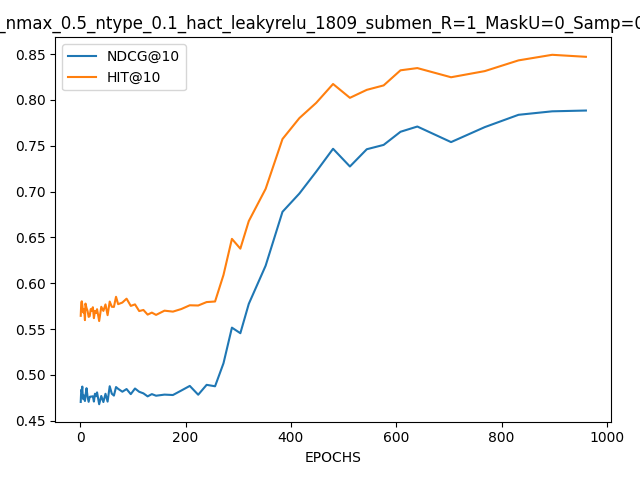 _nmax_0.5_ntype_0.1_hact_leakyrelu_1809_submen_R=1_MaskU=0_Samp=0
NDCG@10
HIT@10
0.85
0.80
0.75
0.70
0.65
0.60
0.55
0.50
0.45
0 200 400 600 800 1000
EPOCHS